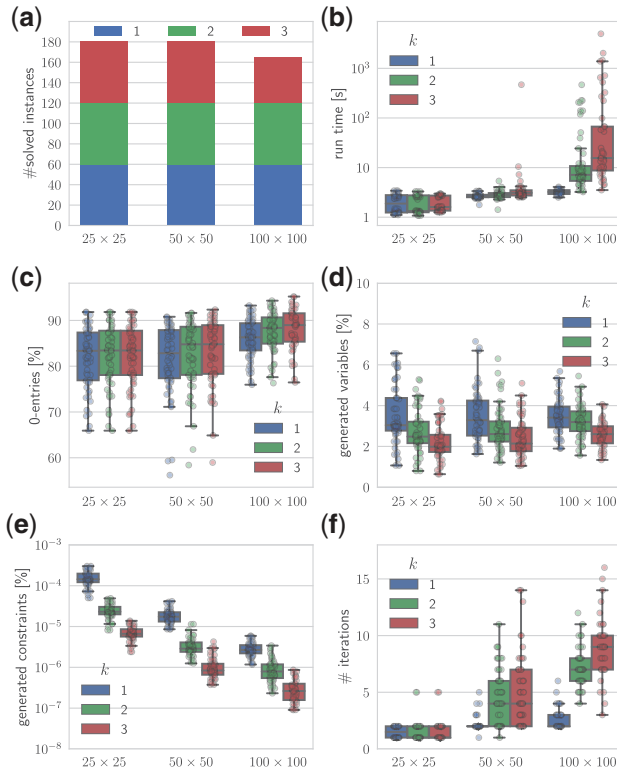 (a)
1 2 3
#solved instances
180
160
140
120
100
80
60
40
20
0
25 × 25 50 × 50 100 × 100
(b)
k
1
2
3
run time [s]
10³
10²
10
1
25 × 25 50 × 50 100 × 100
(c)
0-entries [%]
90
80
70
60
k
1
2
3
25 × 25 50 × 50 100 × 100
(d)
generated variables [%]
10
8
6
4
2
0
k
1
2
3
25 × 25 50 × 50 100 × 100
(e)
generated constraints [%]
10⁻³
10⁻⁴
10⁻⁵
10⁻⁶
10⁻⁷
10⁻⁸
k
1
2
3
25 × 25 50 × 50 100 × 100
(f)
k
1
2
3
# iterations
15
10
5
0
25 × 25 50 × 50 100 × 100